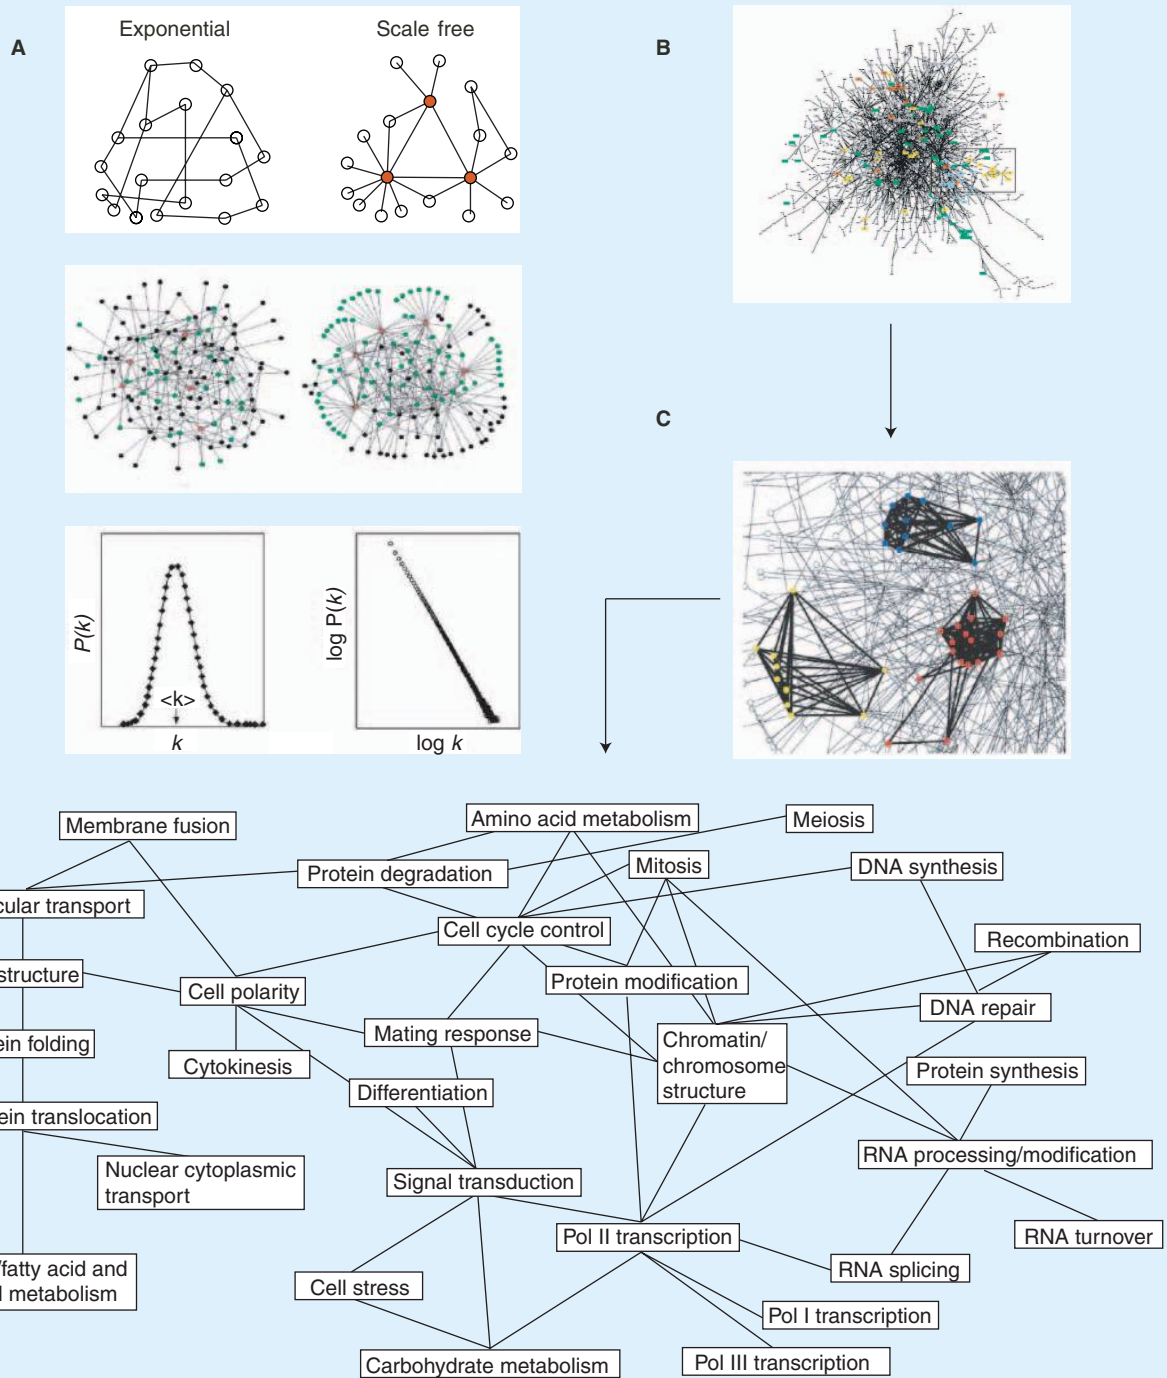 A
Exponential
Scale free
B
P(k)
<k>
k
log P(k)
log k
C
Membrane fusion
Amino acid metabolism
Meiosis
Protein degradation
Mitosis
DNA synthesis
cular transport
Cell cycle control
Recombination
structure
Cell polarity
Protein modification
DNA repair
ein folding
Mating response
Chromatin/
chromosome
structure
Cytokinesis
Protein synthesis
Differentiation
ein translocation
Nuclear cytoplasmic
transport
Signal transduction
RNA processing/modification
Pol II transcription
RNA turnover
/fatty acid and
l metabolism
Cell stress
RNA splicing
Pol I transcription
Carbohydrate metabolism
Pol III transcription